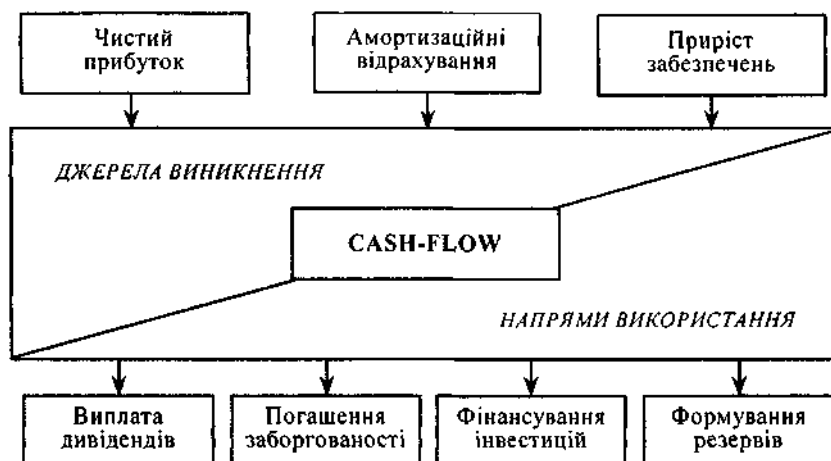 Чистий
прибуток
Амортизаційні
відрахування
Приріст
забезпечень
ДЖЕРЕЛА ВИНИКНЕННЯ
CASH-FLOW
НАПРЯМИ ВИКОРИСТАННЯ
Виплата
дивідендів
Погашення
заборгованості
Фінансування
інвестицій
Формування
резервів